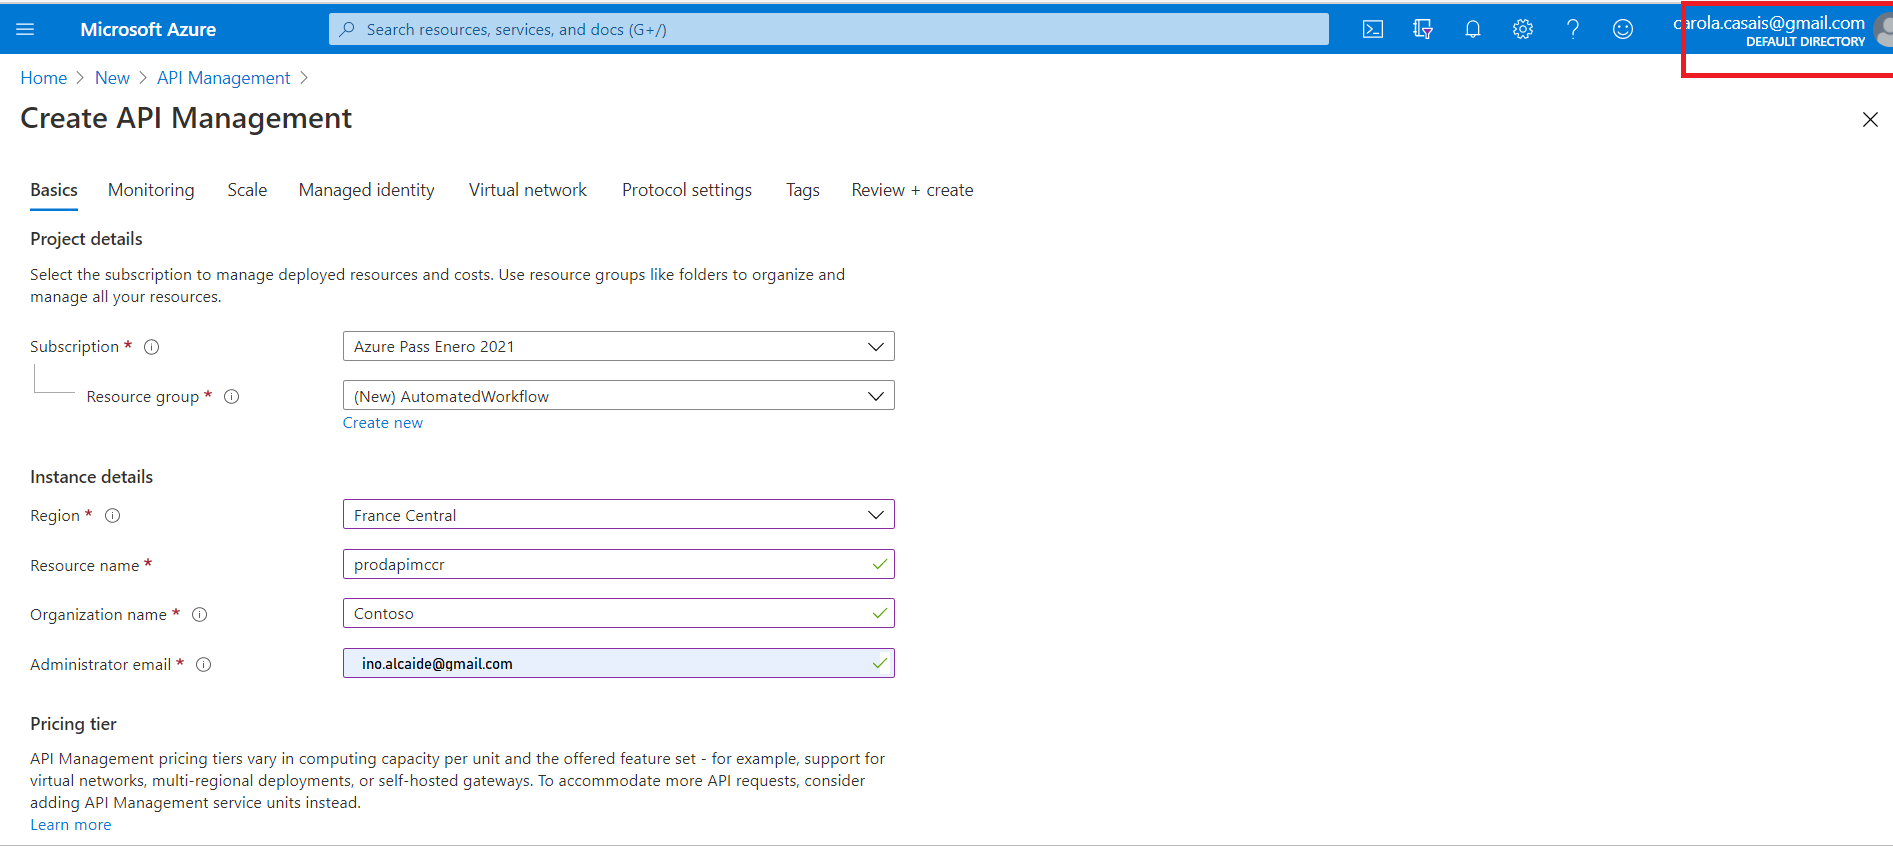 Microsoft Azure
Search resources, services, and docs (G+/)
carola.casais@gmail.com
DEFAULT DIRECTORY
Home > New > API Management >
Create API Management
Basics Monitoring Scale Managed identity Virtual network Protocol settings Tags Review + create
Project details
Select the subscription to manage deployed resources and costs. Use resource groups like folders to organize and
manage all your resources.
Subscription * Azure Pass Enero 2021
Resource group * (New) AutomatedWorkflow
Create new
Instance details
Region * France Central
Resource name * prodapimccr
Organization name * Contoso
Administrator email * ino.alcaide@gmail.com
Pricing tier
API Management pricing tiers vary in computing capacity per unit and the offered feature set - for example, support for
virtual networks, multi-regional deployments, or self-hosted gateways. To accommodate more API requests, consider
adding API Management service units instead.
Learn more